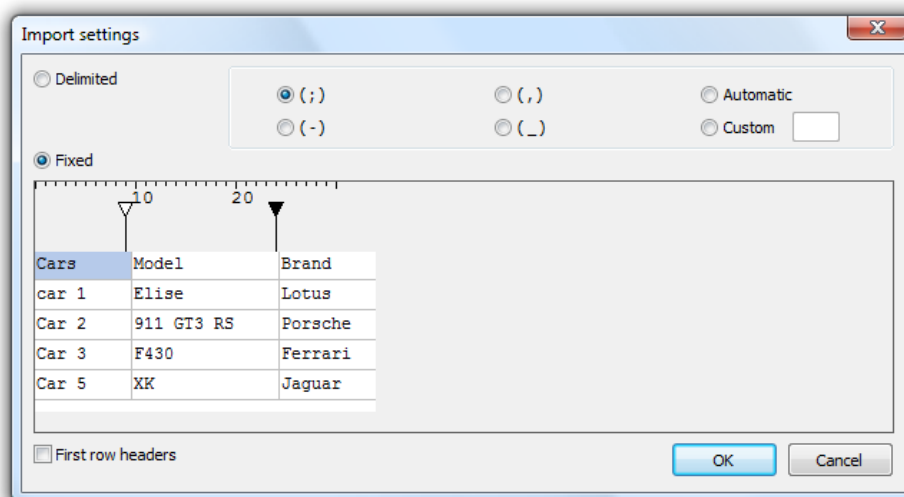 Import settings
Delimited
(;) (,) Automatic
(-) (_) Custom
Fixed
10 20
Cars Model Brand
car 1 Elise Lotus
Car 2 911 GT3 RS Porsche
Car 3 F430 Ferrari
Car 5 XK Jaguar
First row headers OK Cancel